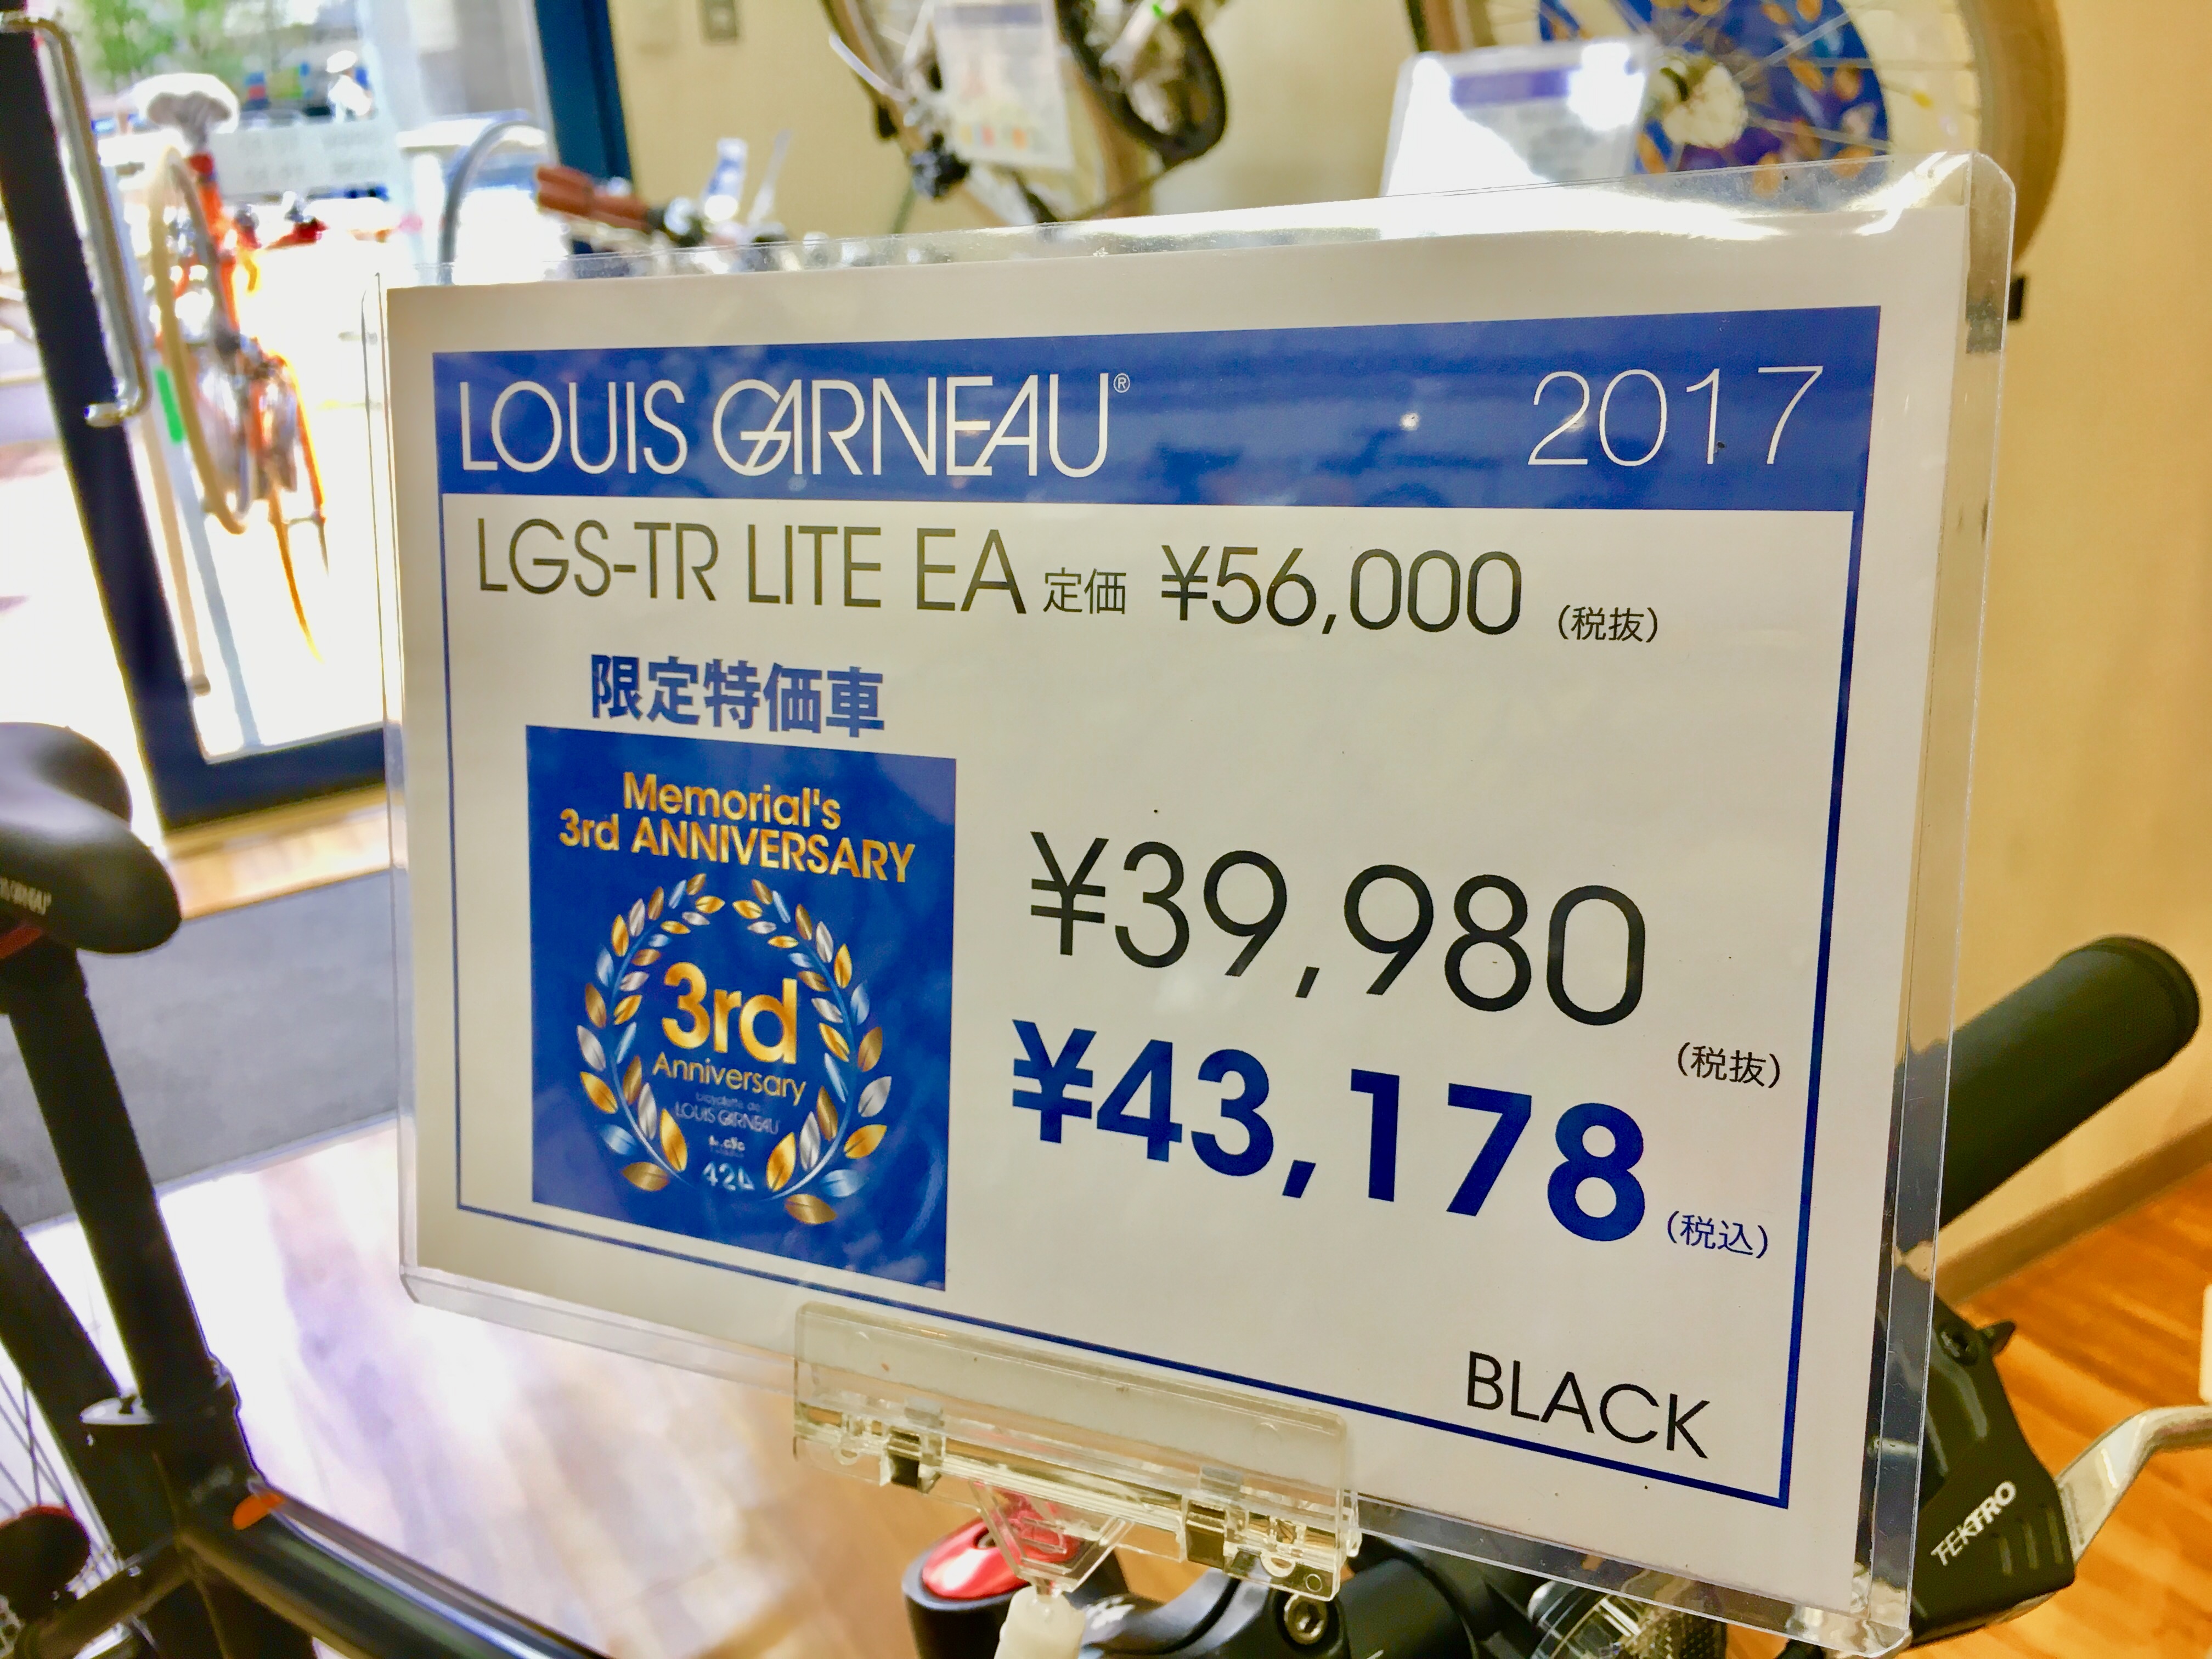 LOUIS GARNEAU® 2017
LGS-TR LITE EA 定価 ¥56,000 (税抜)
限定特価車
Memorial's
3rd ANNIVERSARY
3rd
Anniversary
LOUIS GARNEAU
¥39,980
(税抜)
¥43,178
(税込)
BLACK
TEKTRO